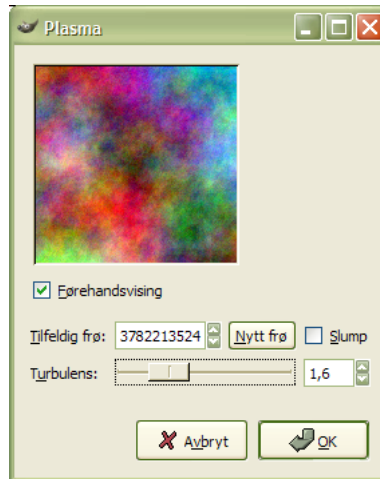 Plasma
Førehandsvising
Tilfeldig frø: 3782213524 Nytt frø Slump
Turbulens: 1,6
Avbryt OK